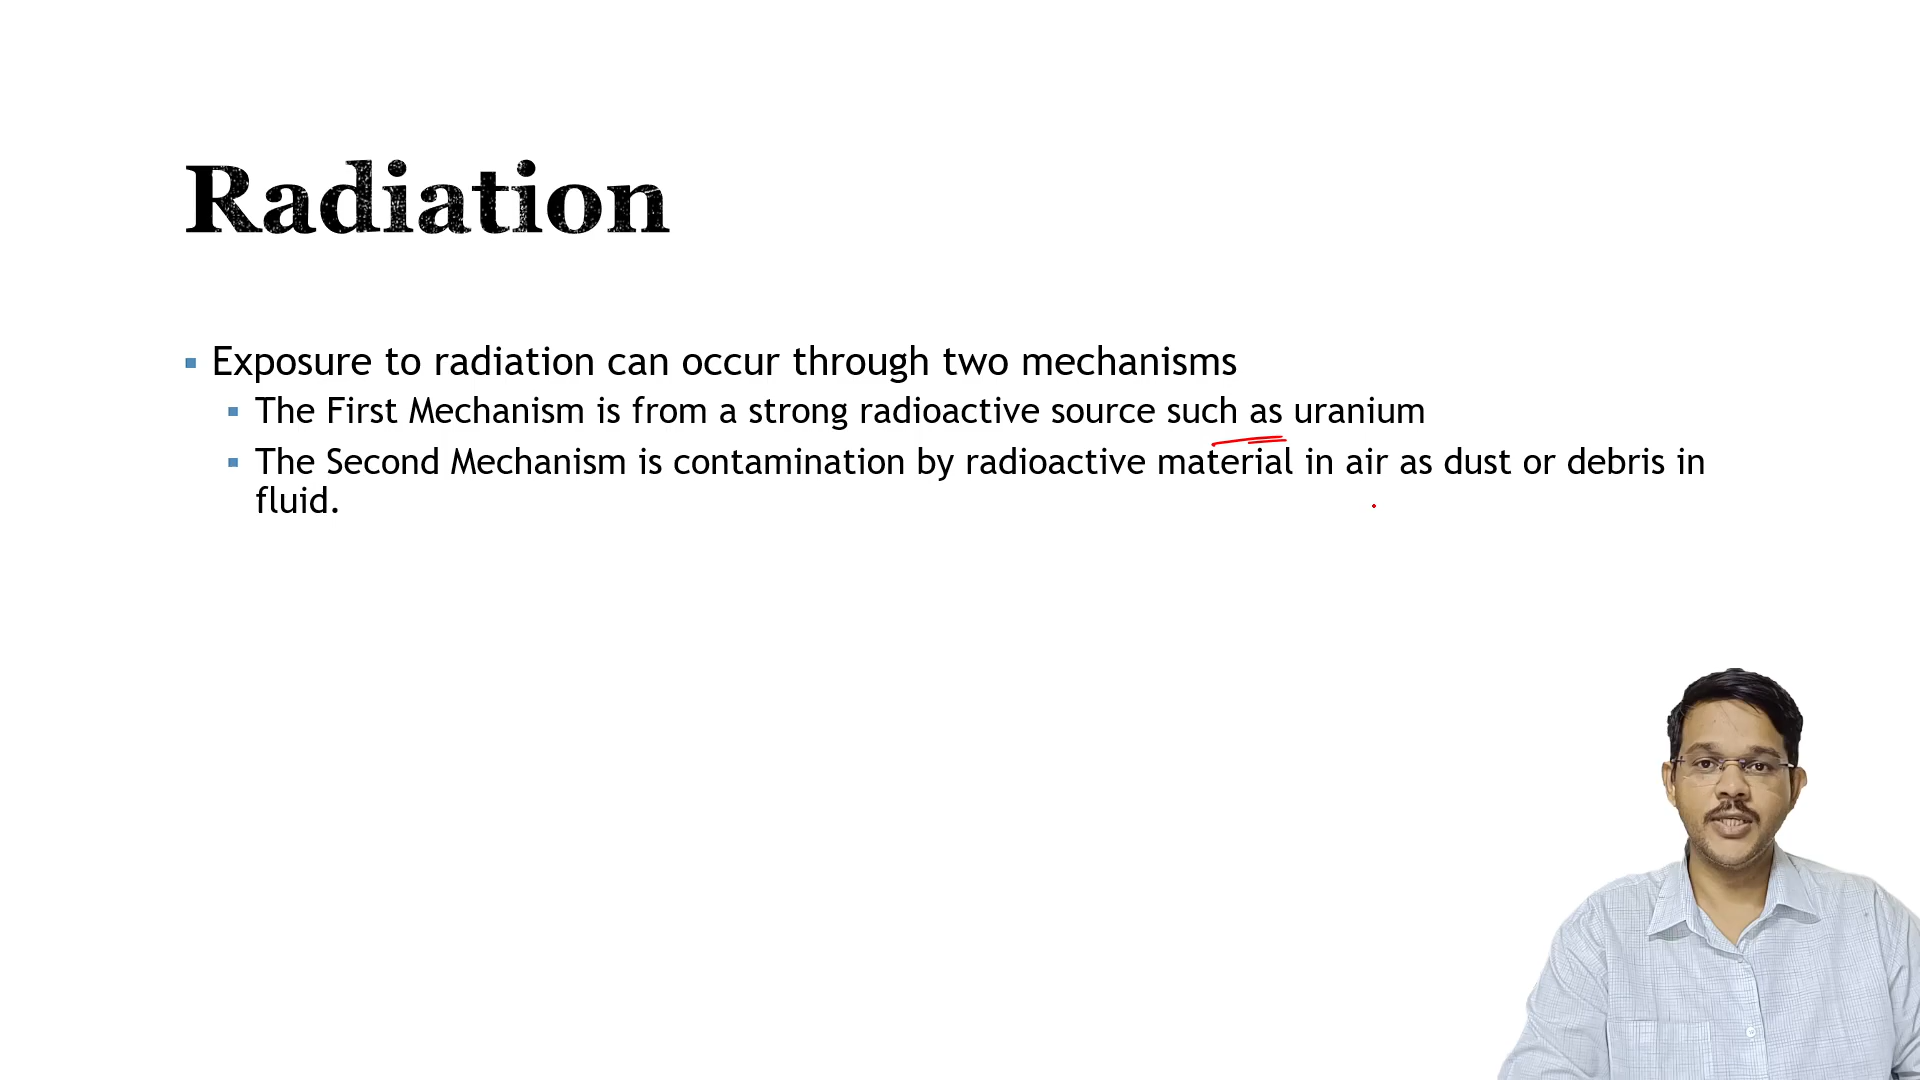 Radiation
Exposure to radiation can occur through two mechanisms
The First Mechanism is from a strong radioactive source such as uranium
The Second Mechanism is contamination by radioactive material in air as dust or debris in
fluid.